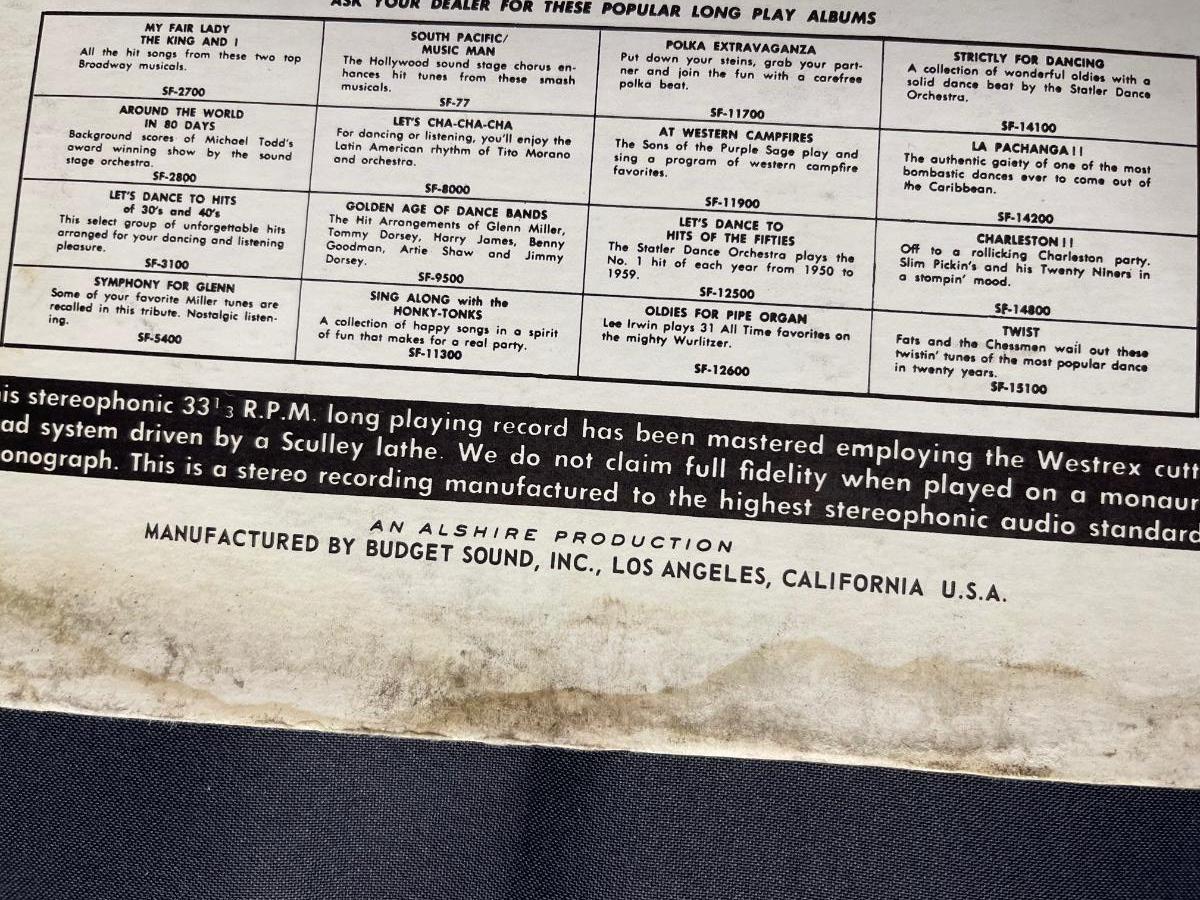 ASK YOUR DEALER FOR THESE POPULAR LONG PLAY ALBUMS
MY FAIR LADY
THE KING AND I
All the hit songs from these two top
Broadway musicals.
SF-2700
SOUTH PACIFIC/
MUSIC MAN
The Hollywood sound stage chorus en-
hances hit tunes from these smash
musicals.
SF-77
POLKA EXTRAVAGANZA
Put down your steins, grab your part-
ner and join the fun with a carefree
polka beat.
SF-11700
STRICTLY FOR DANCING
A collection of wonderful oldies with a
solid dance beat by the Statler Dance
Orchestra.
SF-14100
AROUND THE WORLD
IN 80 DAYS
Background scores of Michael Todd's
award winning show by the sound
stage orchestra.
SF-2800
LET'S CHA-CHA-CHA
For dancing or listening, you'll enjoy the
Latin American rhythm of Tito Morano
and orchestra.
SF-8000
AT WESTERN CAMPFIRES
The Sons of the Purple Sage play and
sing a program of western campfire
favorites.
SF-11900
LA PACHANGA!!
The authentic gaiety of one of the most
bombastic dances ever to come out of
the Caribbean.
SF-14200
LET'S DANCE TO HITS
of 30's and 40's
This select group of unforgettable hits
arranged for your dancing and listening
pleasure.
SF-3100
GOLDEN AGE OF DANCE BANDS
The Hit Arrangements of Glenn Miller,
Tommy Dorsey, Harry James, Benny
Goodman, Artie Shaw and Jimmy
Dorsey.
SF-9500
LET'S DANCE TO
HITS OF THE FIFTIES
The Statler Dance Orchestra plays the
No. 1 hit of each year from 1950 to
1959.
SF-12500
CHARLESTON!!
Off to a rollicking Charleston party.
Slim Pickin's and his Twenty Niners in
a stompin' mood.
SF-14800
SYMPHONY FOR GLENN
Some of your favorite Miller tunes are
recalled in this tribute. Nostalgic listen-
ing.
SF-5400
SING ALONG with the
HONKY-TONKS
A collection of happy songs in a spirit
of fun that makes for a real party.
SF-11300
OLDIES FOR PIPE ORGAN
Lee Irwin plays 31 All Time favorites on
the mighty Wurlitzer.
SF-12600
TWIST
Fats and the Chessmen wail out these
twistin' tunes of the most popular dance
in twenty years.
SF-15100
is stereophonic 33 1/3 R.P.M. long playing record has been mastered employing the Westrex cutt
ad system driven by a Sculley lathe. We do not claim full fidelity when played on a monaur
onograph. This is a stereo recording manufactured to the highest stereophonic audio standard
AN ALSHIRE PRODUCTION
MANUFACTURED BY BUDGET SOUND, INC., LOS ANGELES, CALIFORNIA U.S.A.